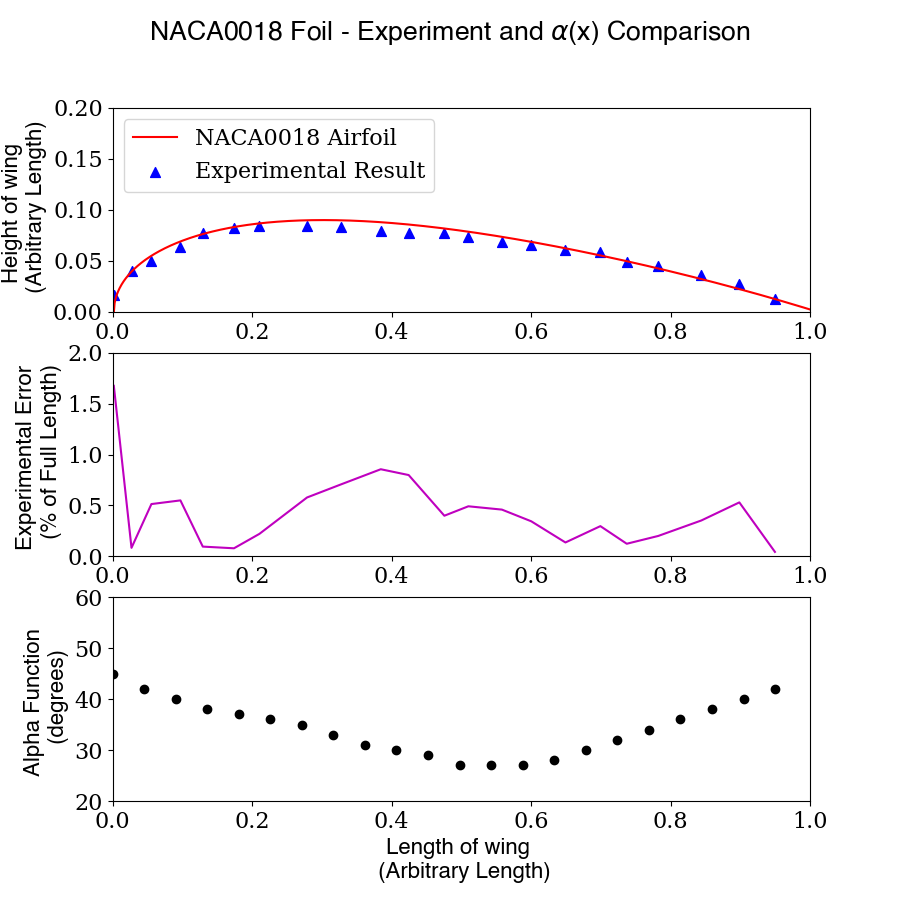 NACA0018 Foil - Experiment and α(x) Comparison
Height of wing
(Arbitrary Length)
0.20
0.15
0.10
0.05
0.00
NACA0018 Airfoil
Experimental Result
0.0 0.2 0.4 0.6 0.8 1.0
Experimental Error
(% of Full Length)
2.0
1.5
1.0
0.5
0.0
0.0 0.2 0.4 0.6 0.8 1.0
Alpha Function
(degrees)
60
50
40
30
20
0.0 0.2 0.4 0.6 0.8 1.0
Length of wing
(Arbitrary Length)